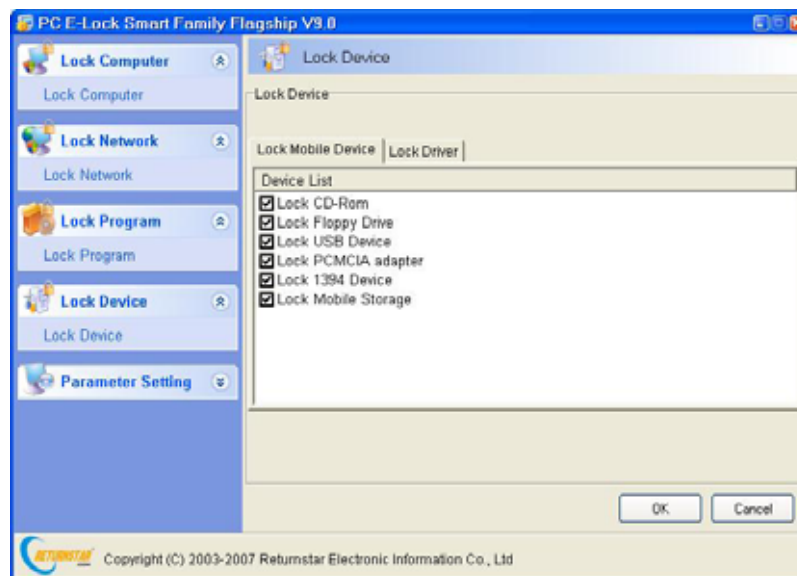 PC E-Lock Smart Family Flagship V9.0
Lock Computer
Lock Computer
Lock Network
Lock Network
Lock Program
Lock Program
Lock Device
Lock Device
Parameter Setting
Lock Device
Lock Device
Lock Mobile Device
Lock Driver
Device List
Lock CD-Rom
Lock Floppy Drive
Lock USB Device
Lock PCMCIA adapter
Lock 1394 Device
Lock Mobile Storage
OK
Cancel
RETURNSTAR
Copyright (C) 2003-2007 Returnstar Electronic Information Co., Ltd